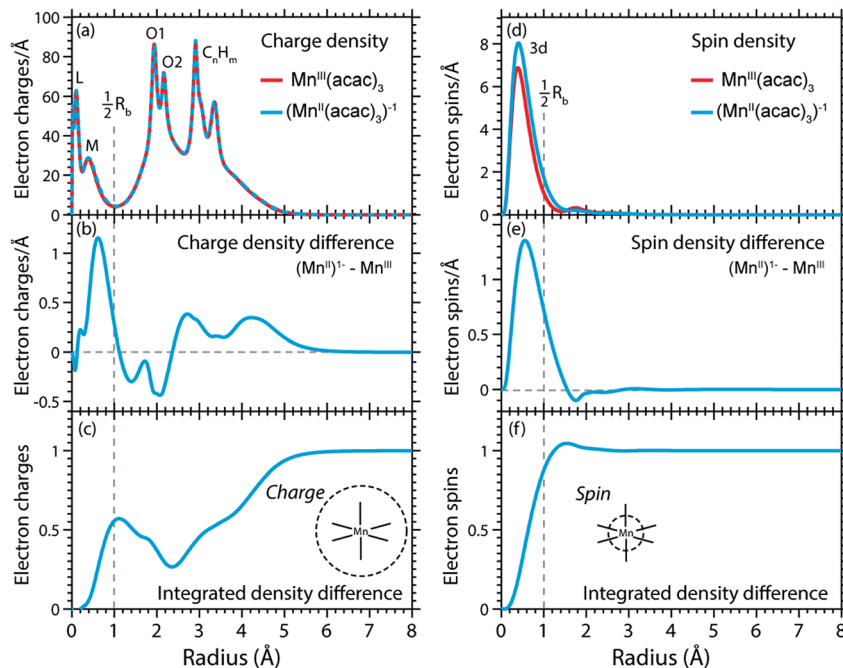 (a)
Charge density
Mn^III(acac)_3
(Mn^II(acac)_3)^-1
L
M
½R_b
O1
O2
C_nH_m
Electron charges/Å
100
80
60
40
20
0
(b)
Charge density difference
(Mn^II)^1- - Mn^III
Electron charges/Å
1
0.5
0
-0.5
(c)
Charge
Mn
Integrated density difference
Electron charges
1
0.5
0
0 1 2 3 4 5 6 7 8
Radius (Å)
(d)
3d
Spin density
½R_b
Mn^III(acac)_3
(Mn^II(acac)_3)^-1
Electron spins/Å
8
6
4
2
0
(e)
Spin density difference
(Mn^II)^1- - Mn^III
Electron spins/Å
1
0.5
0
(f)
Spin
Mn
Integrated density difference
Electron spins
1
0.5
0
0 1 2 3 4 5 6 7 8
Radius (Å)